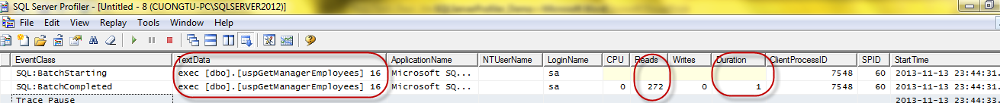 SQL Server Profiler - [Untitled - 8 (CUONGTU-PC\SQLSERVER2012)]
File Edit View Replay Tools Window Help
EventClass TextData ApplicationName NTUserName LoginName CPU Reads Writes Duration ClientProcessID SPID StartTime
SQL:BatchStarting exec [dbo].[uspGetManagerEmployees] 16 Microsoft SQ... sa 7548 60 2013-11-13 23:44:31.
SQL:BatchCompleted exec [dbo].[uspGetManagerEmployees] 16 Microsoft SQ... sa 0 272 0 1 7548 60 2013-11-13 23:44:31.
Trace Pause 2013-11-13 23:44:33.